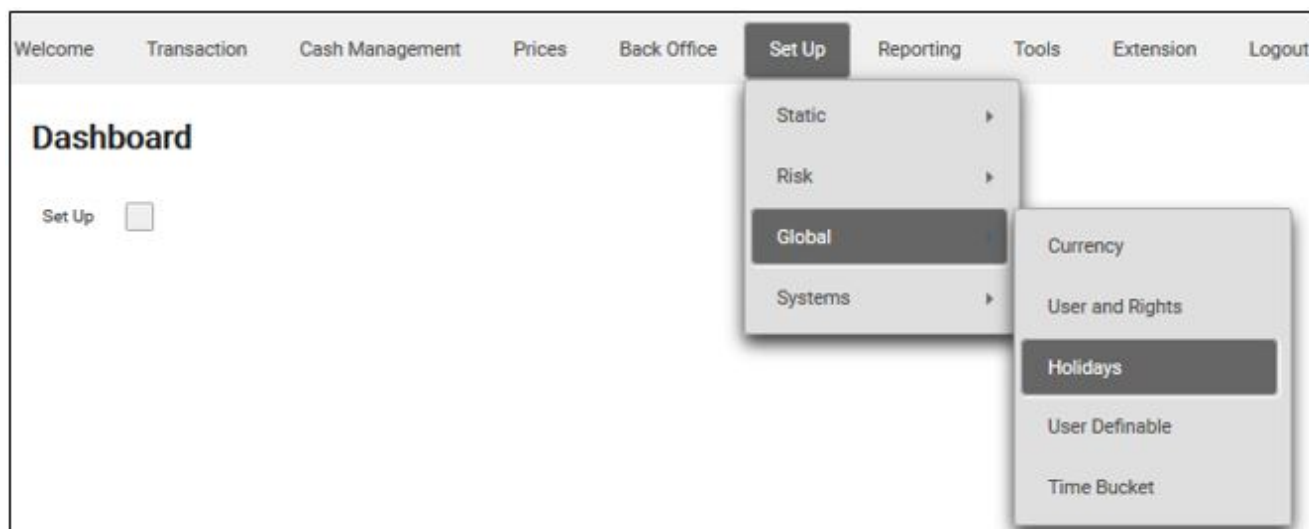 Welcome Transaction Cash Management Prices Back Office Set Up Reporting Tools Extension Logout
Dashboard
Set Up
Static
Risk
Global
Systems
Currency
User and Rights
Holidays
User Definable
Time Bucket